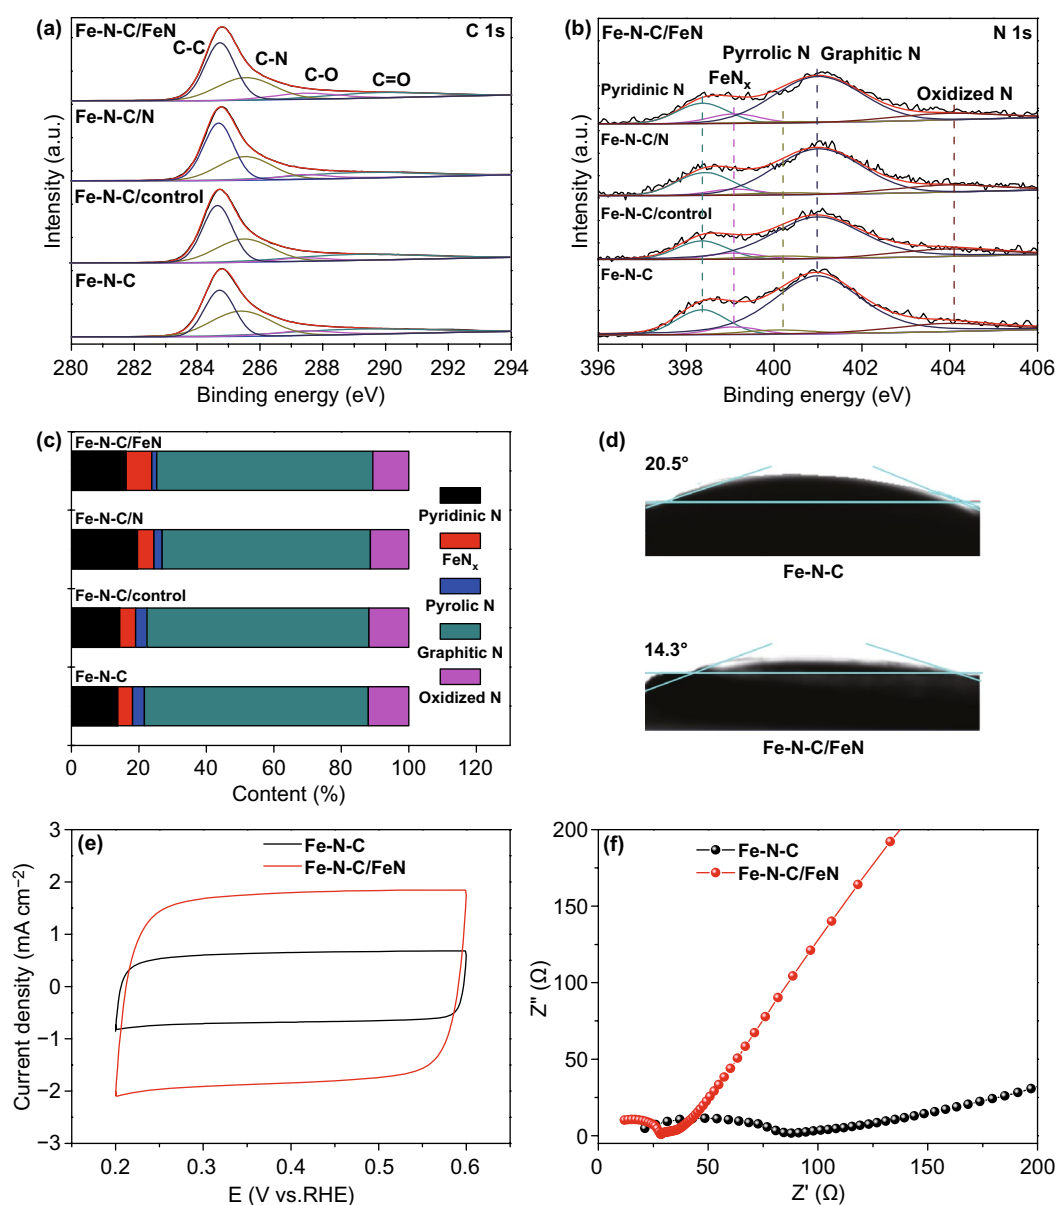 (a) Fe-N-C/FeN C 1s
C-C
C-N
C-O
C=O
Fe-N-C/N
Fe-N-C/control
Fe-N-C
Intensity (a.u.)
280 282 284 286 288 290 292 294
Binding energy (eV)
(b) Fe-N-C/FeN N 1s
Pyrrolic N Graphitic N
FeNx
Pyridinic N
Oxidized N
Fe-N-C/N
Fe-N-C/control
Fe-N-C
Intensity (a.u.)
396 398 400 402 404 406
Binding energy (eV)
(c)
Fe-N-C/FeN
Fe-N-C/N
Fe-N-C/control
Fe-N-C
Pyridinic N
FeNx
Pyrolic N
Graphitic N
Oxidized N
0 20 40 60 80 100 120
Content (%)
(d)
20.5°
Fe-N-C
14.3°
Fe-N-C/FeN
(e)
Fe-N-C
Fe-N-C/FeN
3
2
1
0
−1
−2
−3
Current density (mA cm−2)
0.2 0.3 0.4 0.5 0.6
E (V vs.RHE)
(f)
Fe-N-C
Fe-N-C/FeN
200
150
100
50
0
Z" (Ω)
0 50 100 150 200
Z' (Ω)